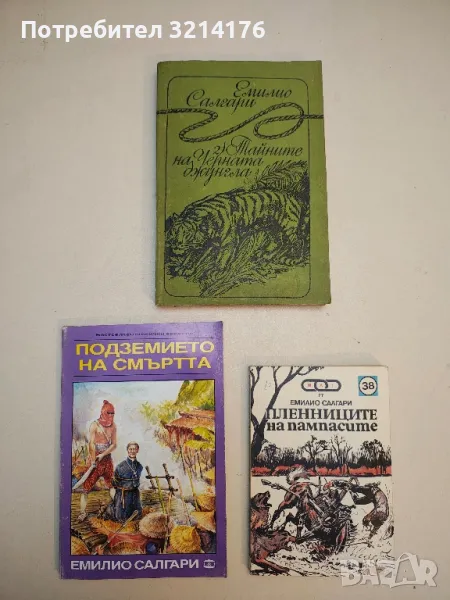 Потребител 3214176
Емилио
Салгари
Тайните
на Черната
джунгла
ПОДЗЕМИЕТО
НА СМЪРТТА
ЕМИЛИО САЛГАРИ
38
ЕМИЛИО САЛГАРИ
ПЛЕННИЦИТЕ
на пампасите
bazar